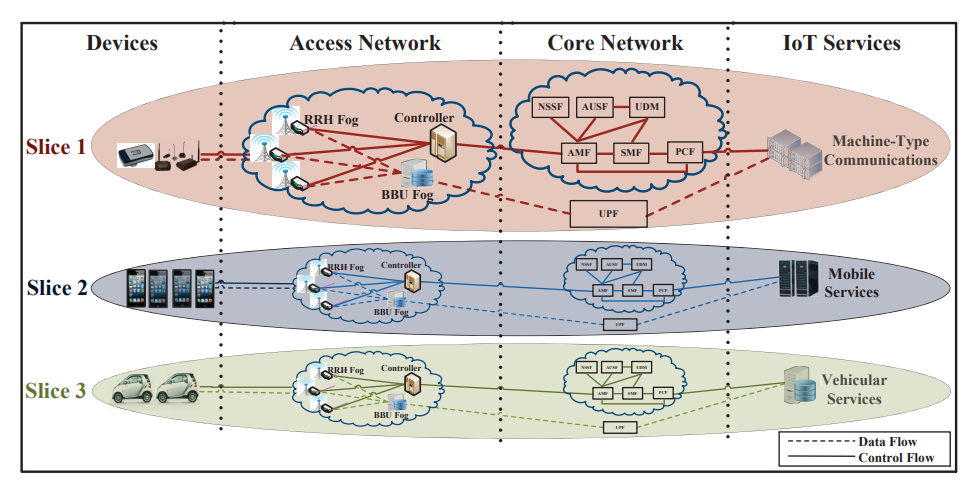 Devices
Access Network
Core Network
IoT Services
Slice 1
RRH Fog
Controller
BBU Fog
NSSF
AUSF
UDM
AMF
SMF
PCF
UPF
Machine-Type
Communications
Slice 2
RRH Fog
Controller
BBU Fog
NSSF
AUSF
UDM
AMF
SMF
PCF
UPF
Mobile
Services
Slice 3
RRH Fog
Controller
BBU Fog
NSSF
AUSF
UDM
AMF
SMF
PCF
UPF
Vehicular
Services
Data Flow
Control Flow